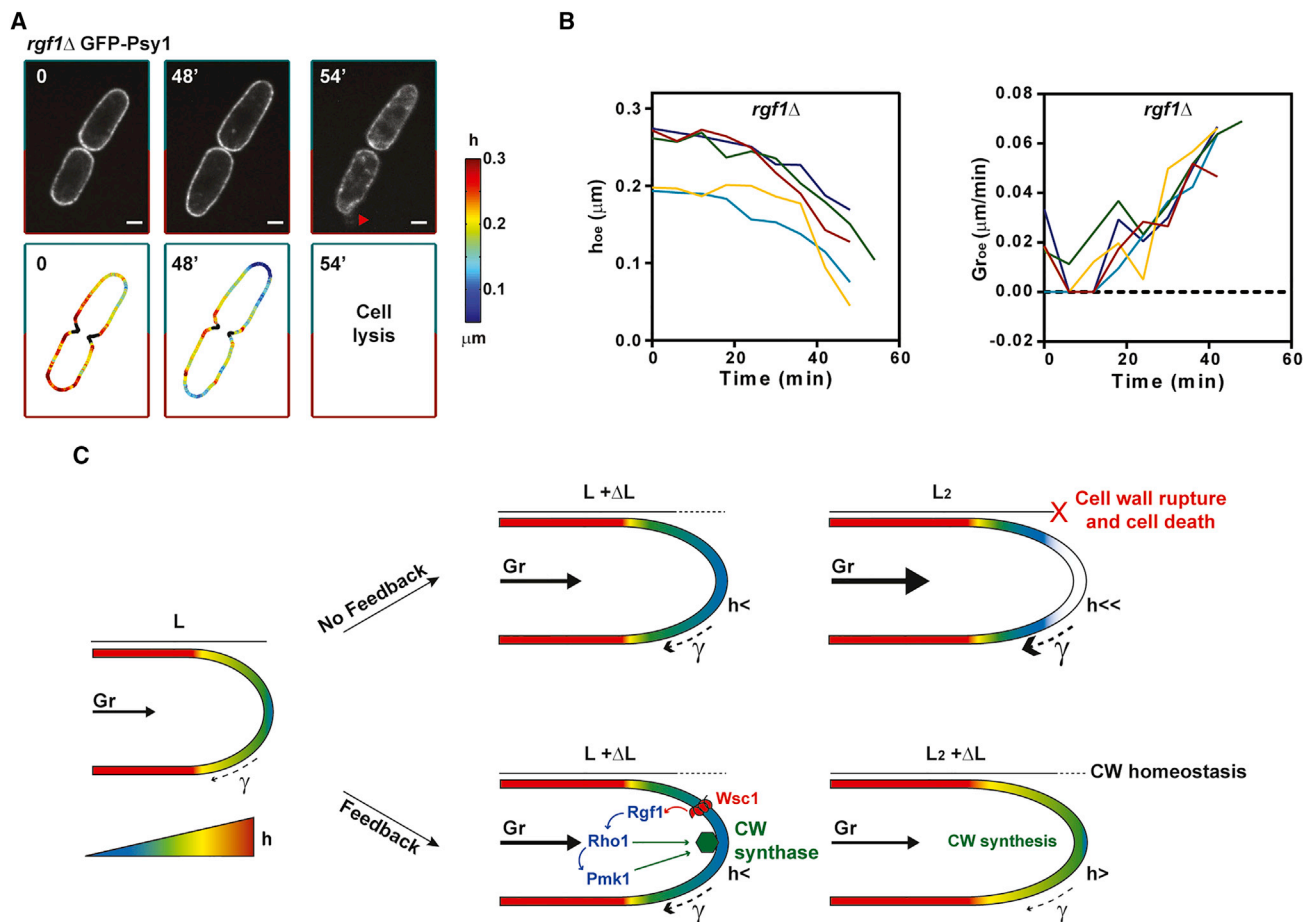 A
rgf1Δ GFP-Psy1
0
48'
54'
h
0.3
0.2
0.1
μm
0
48'
54'
Cell
lysis
B
rgf1Δ
hoe (μm)
0.3
0.2
0.1
0.0
0
20
40
60
Time (min)
rgf1Δ
Groe (μm/min)
0.08
0.06
0.04
0.02
0.00
-0.02
0
20
40
60
Time (min)
C
L
Gr
γ
h
No Feedback
L +ΔL
Gr
h<
γ
L2
X Cell wall rupture
and cell death
Gr
h<<
γ
Feedback
L +ΔL
Wsc1
Rgf1
Gr
Rho1
CW
synthase
Pmk1
h<
γ
L2 +ΔL
CW homeostasis
Gr
CW synthesis
h>
γ